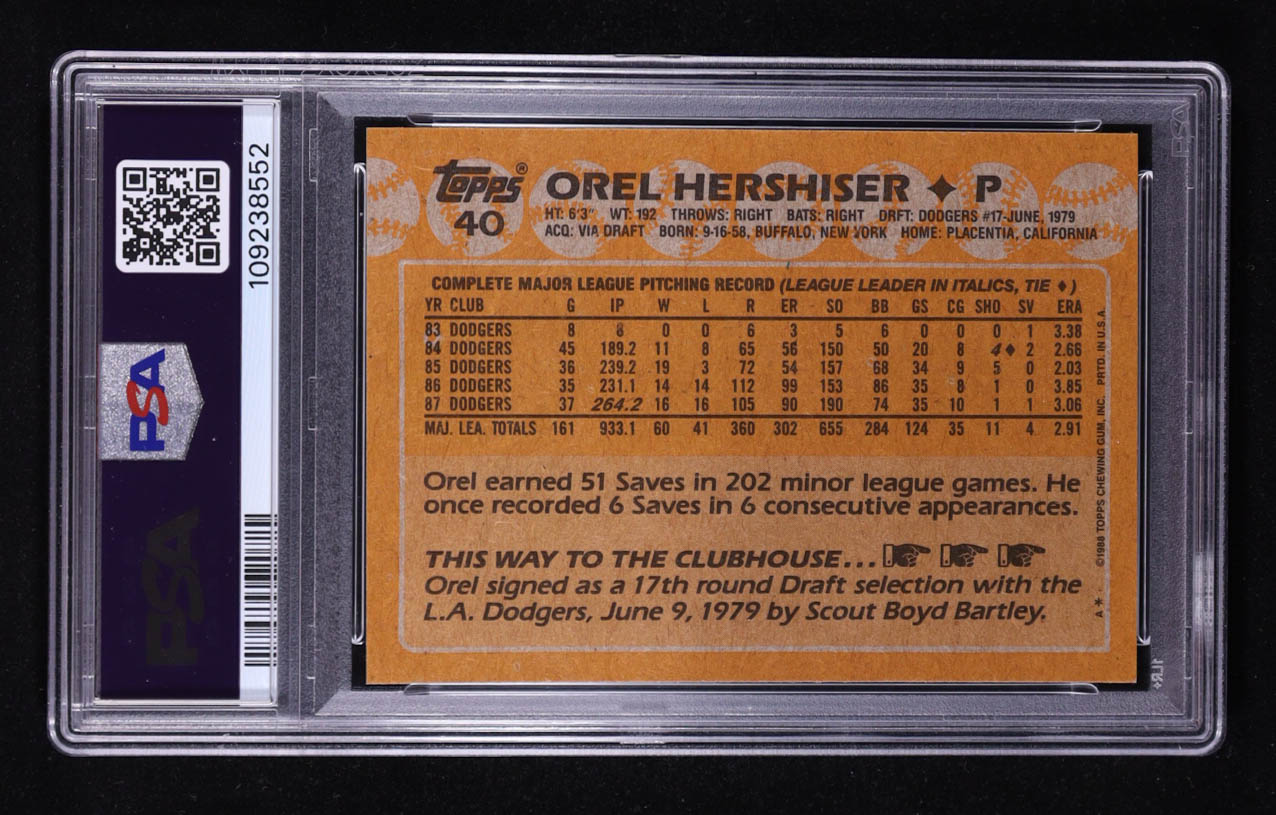 109238552
PSA
PSA
Topps®
40
OREL HERSHISER ♦ P
HT: 6'3" WT: 192 THROWS: RIGHT BATS: RIGHT DRFT: DODGERS #17-JUNE, 1979
ACQ: VIA DRAFT BORN: 9-16-58, BUFFALO, NEW YORK HOME: PLACENTIA, CALIFORNIA
COMPLETE MAJOR LEAGUE PITCHING RECORD (LEAGUE LEADER IN ITALICS, TIE ♦)
YR CLUB G IP W L R ER SO BB GS CG SHO SV ERA
83 DODGERS 8 8 0 0 6 3 5 6 0 0 0 1 3.38
84 DODGERS 45 189.2 11 8 65 56 150 50 20 8 4♦ 2 2.66
85 DODGERS 36 239.2 19 3 72 54 157 68 34 9 5 0 2.03
86 DODGERS 35 231.1 14 14 112 99 153 86 35 8 1 0 3.85
87 DODGERS 37 264.2 16 16 105 90 190 74 35 10 1 1 3.06
MAJ. LEA. TOTALS 161 933.1 60 41 360 302 655 284 124 35 11 4 2.91
Orel earned 51 Saves in 202 minor league games. He
once recorded 6 Saves in 6 consecutive appearances.
THIS WAY TO THE CLUBHOUSE...
Orel signed as a 17th round Draft selection with the
L.A. Dodgers, June 9, 1979 by Scout Boyd Bartley.
A* ©1988 TOPPS CHEWING GUM, INC. PRTD. IN U.S.A.
PSA